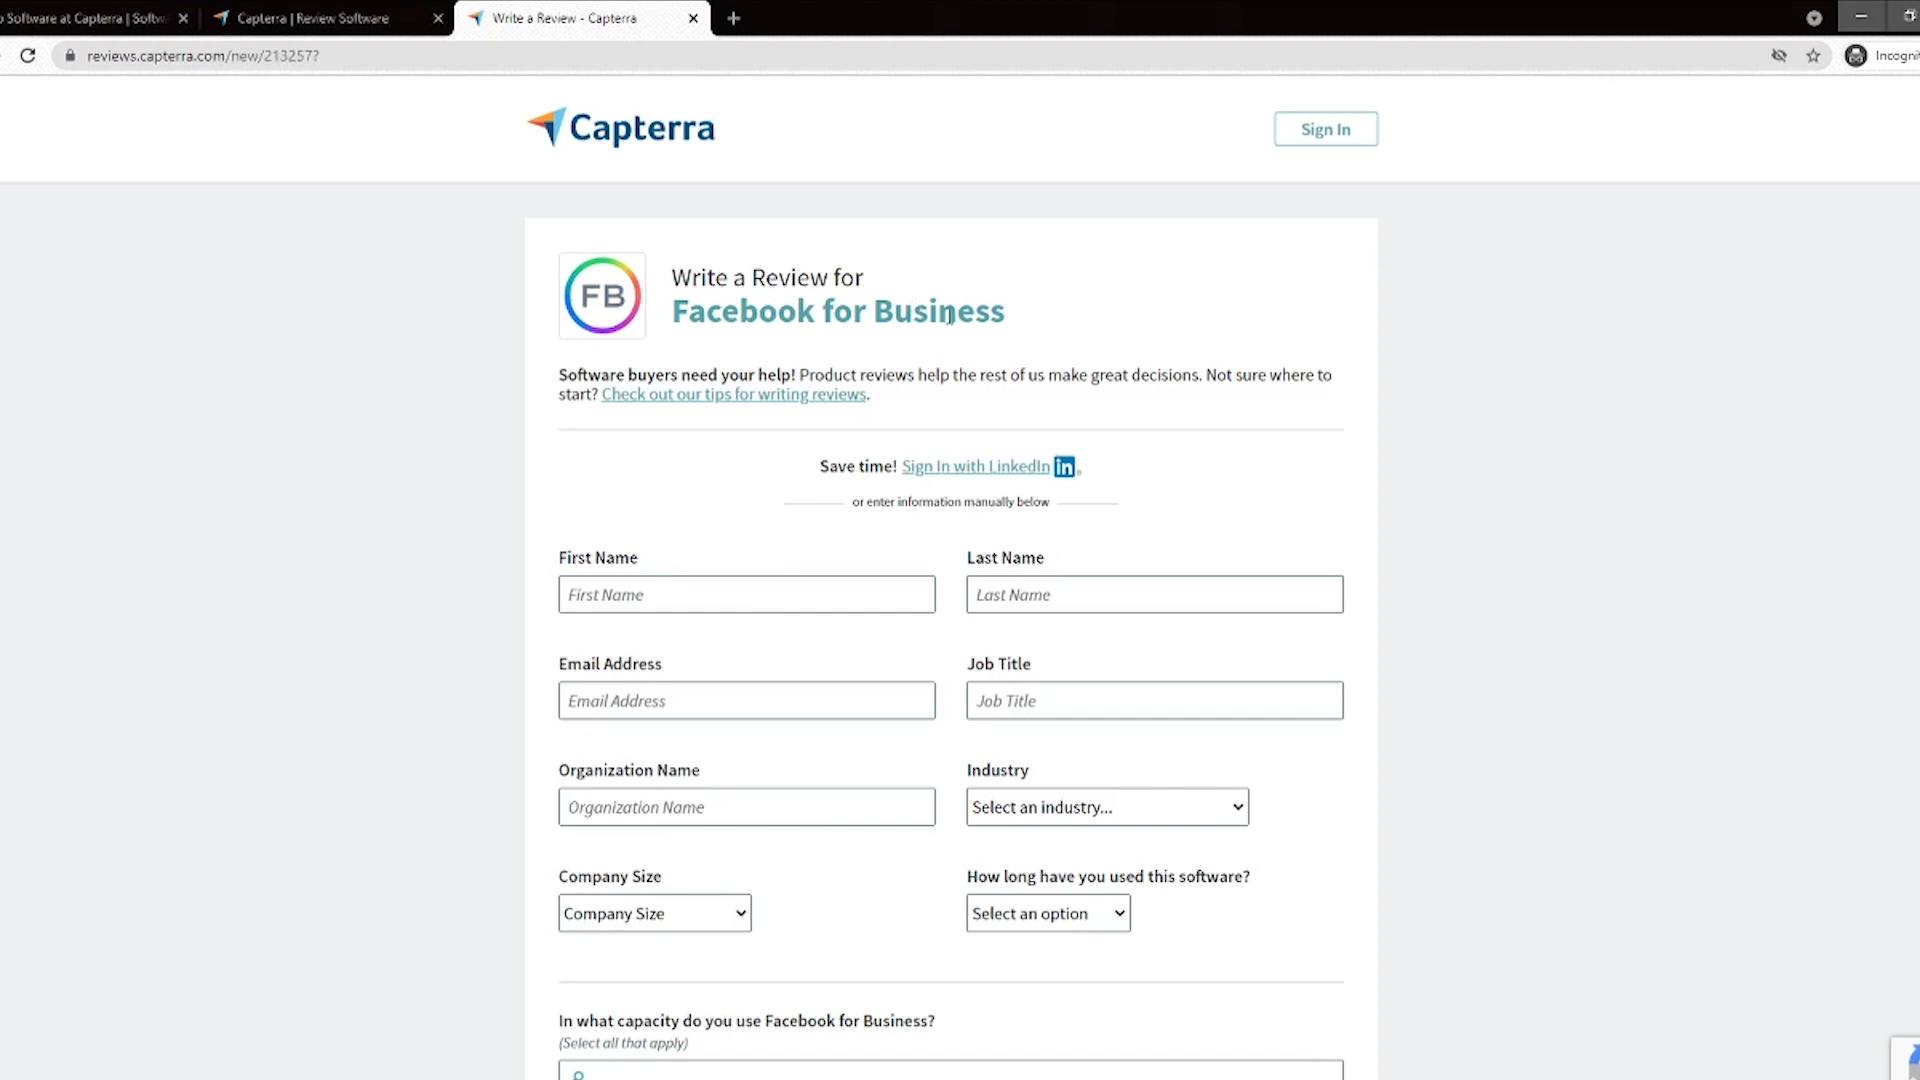 Software at Capterra | Softw
Capterra | Review Software
Write a Review - Capterra
reviews.capterra.com/new/213257?
Incognit
Capterra
Sign In
FB
Write a Review for
Facebook for Business
Software buyers need your help! Product reviews help the rest of us make great decisions. Not sure where to
start? Check out our tips for writing reviews.
Save time! Sign In with LinkedIn in
or enter information manually below
First Name
Last Name
First Name
Last Name
Email Address
Job Title
Email Address
Job Title
Organization Name
Industry
Organization Name
Select an industry...
Company Size
How long have you used this software?
Company Size
Select an option
In what capacity do you use Facebook for Business?
(Select all that apply)